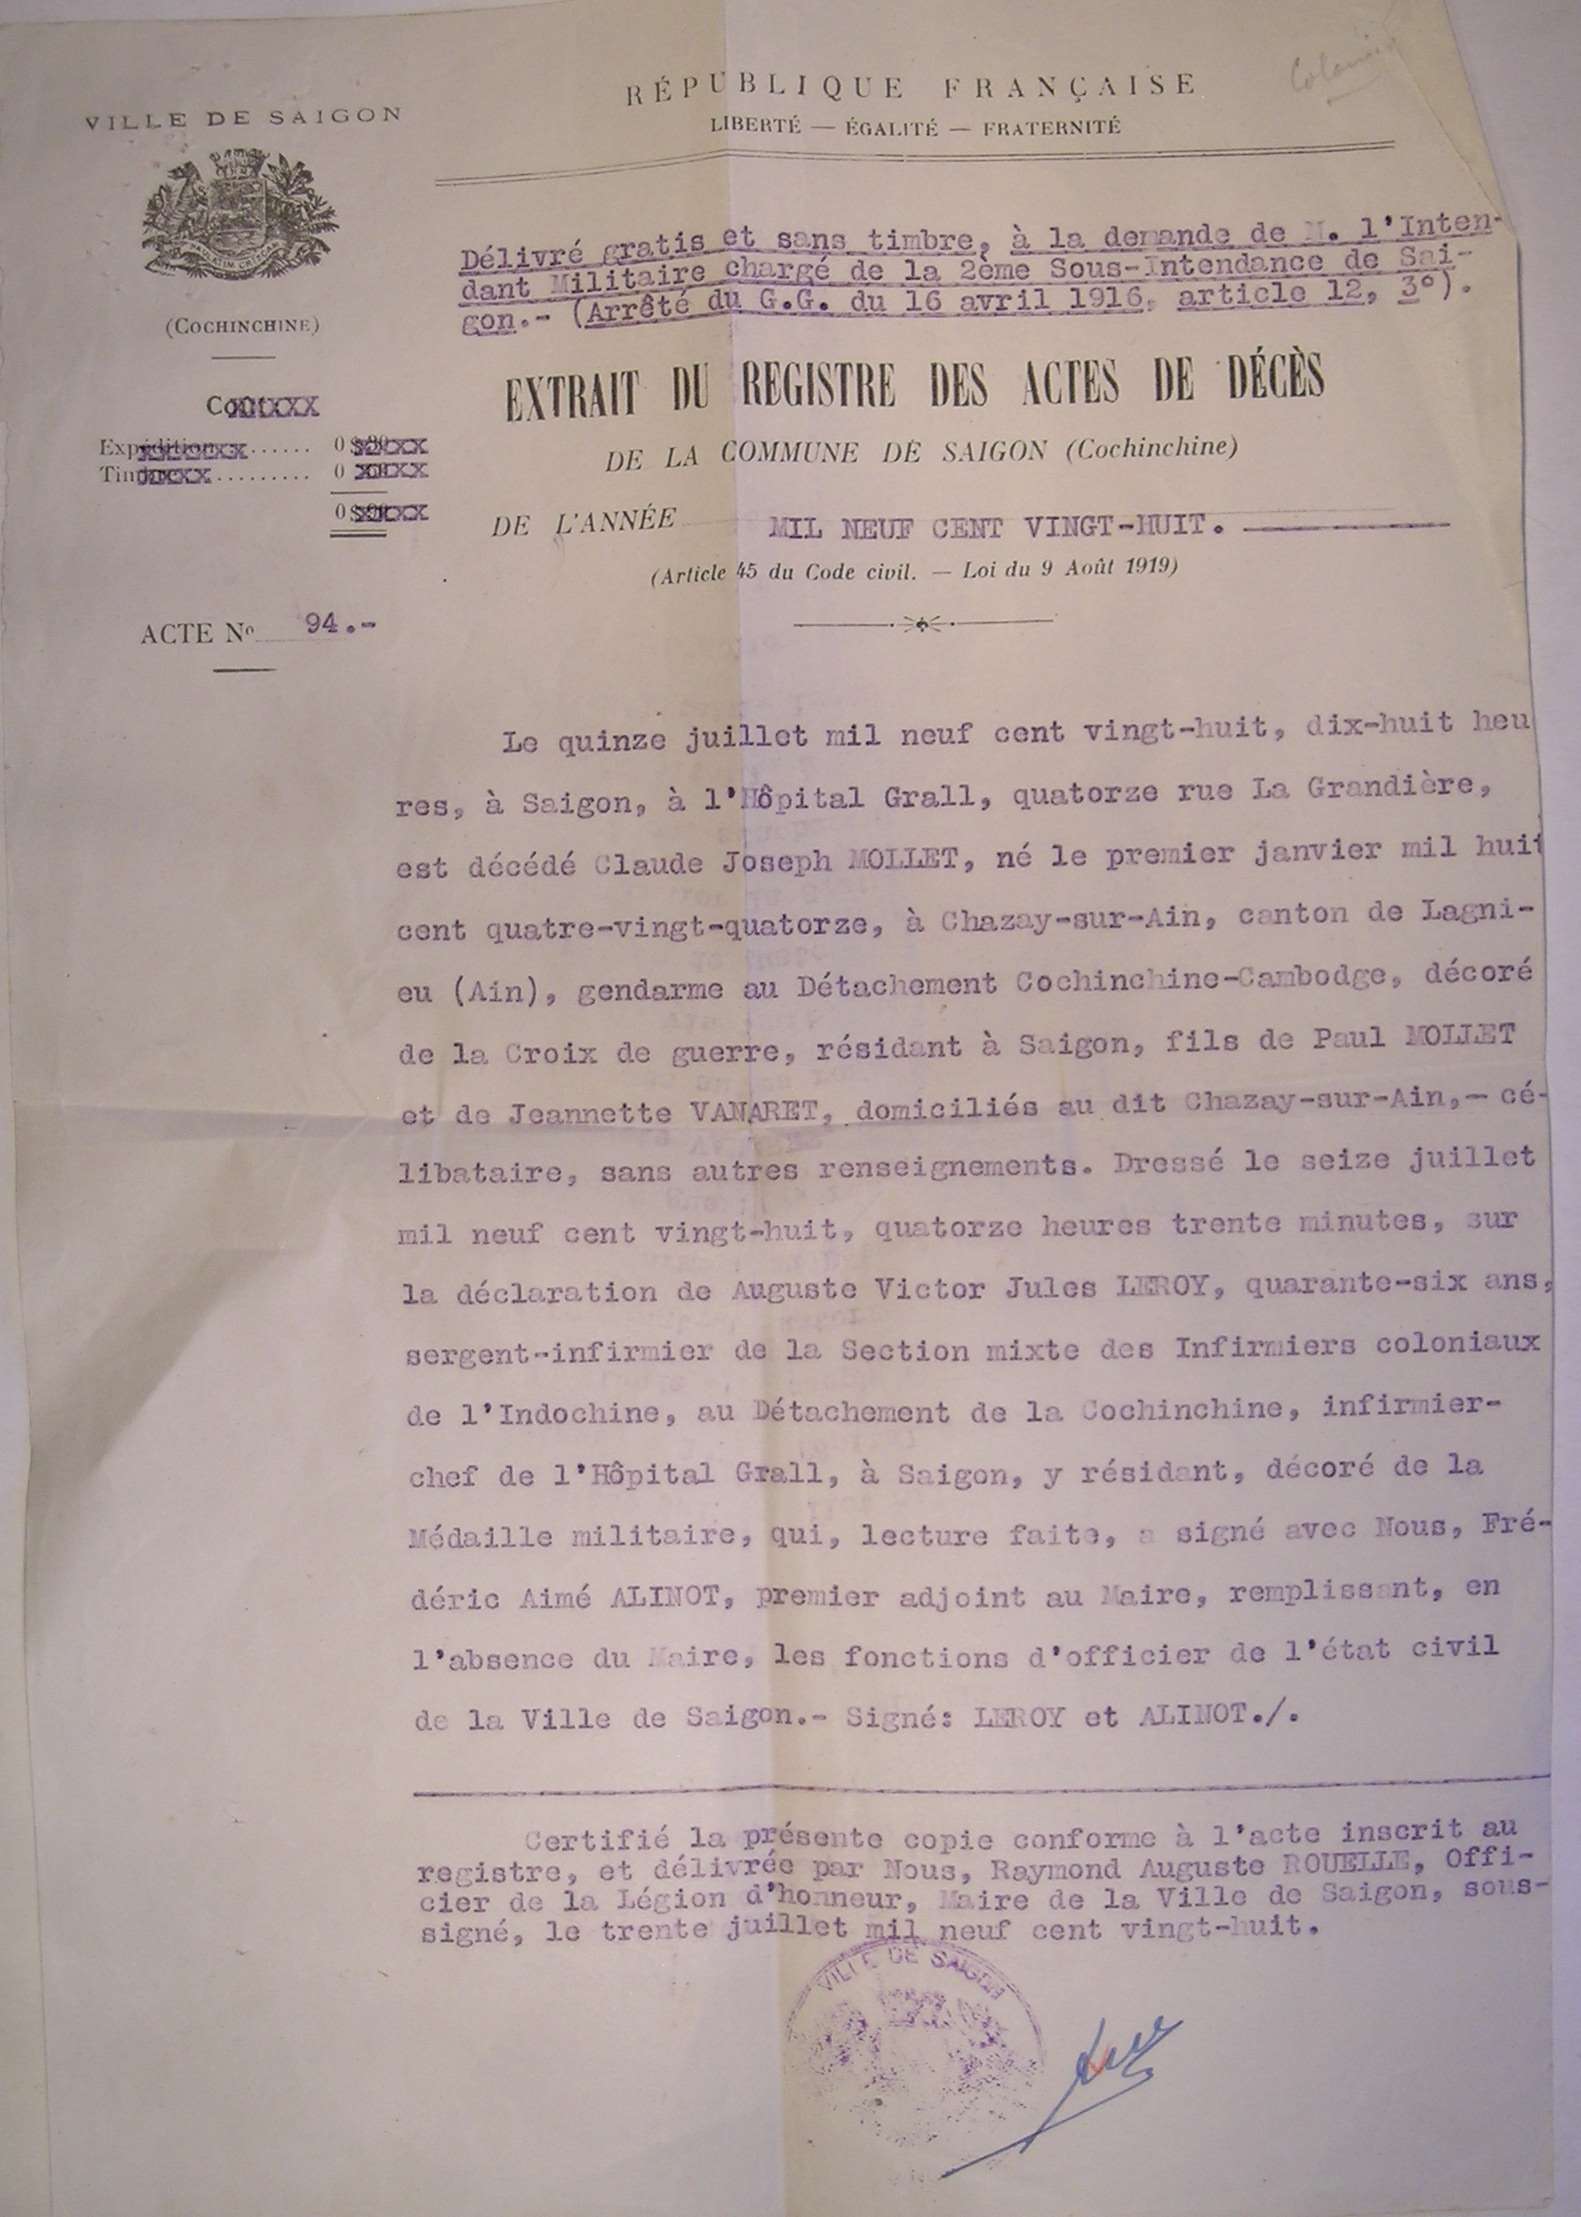 Colonie
RÉPUBLIQUE FRANÇAISE
LIBERTÉ — ÉGALITÉ — FRATERNITÉ
VILLE DE SAIGON
(COCHINCHINE)
Expédition ...... 0 $
Timbre ......... 0
0 $
ACTE Nº 94.-
Délivré gratis et sans timbre, à la demande de M. l'Inten-
dant Militaire chargé de la 2ème Sous-Intendance de Sai-
gon.- (Arrêté du G.G. du 16 avril 1916, article 12, 3º).
EXTRAIT DU REGISTRE DES ACTES DE DÉCÈS
DE LA COMMUNE DE SAIGON (Cochinchine)
DE L'ANNÉE MIL NEUF CENT VINGT-HUIT.
(Article 45 du Code civil. — Loi du 9 Août 1919)
Le quinze juillet mil neuf cent vingt-huit, dix-huit heu
res, à Saigon, à l'Hôpital Grall, quatorze rue La Grandière,
est décédé Claude Joseph MOLLET, né le premier janvier mil huit
cent quatre-vingt-quatorze, à Chazay-sur-Ain, canton de Lagni-
eu (Ain), gendarme au Détachement Cochinchine-Cambodge, décoré
de la Croix de guerre, résidant à Saigon, fils de Paul MOLLET
et de Jeannette VANARET, domiciliés au dit Chazay-sur-Ain,- cé-
libataire, sans autres renseignements. Dressé le seize juillet
mil neuf cent vingt-huit, quatorze heures trente minutes, sur
la déclaration de Auguste Victor Jules LEROY, quarante-six ans,
sergent-infirmier de la Section mixte des Infirmiers coloniaux
de l'Indochine, au Détachement de la Cochinchine, infirmier-
chef de l'Hôpital Grall, à Saigon, y résidant, décoré de la
Médaille militaire, qui, lecture faite, a signé avec Nous, Fré-
déric Aimé ALINOT, premier adjoint au Maire, remplissant, en
l'absence du Maire, les fonctions d'officier de l'état civil
de la Ville de Saigon.- Signé: LEROY et ALINOT./.
Certifié la présente copie conforme à l'acte inscrit au
registre, et délivrée par Nous, Raymond Auguste ROUELLE, Offi-
cier de la Légion d'honneur, Maire de la Ville de Saigon, sous-
signé, le trente juillet mil neuf cent vingt-huit.
VILLE DE SAIGON